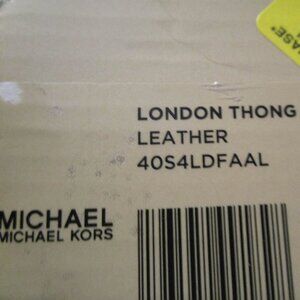 LONDON THONG
LEATHER
40S4LDFAAL
MICHAEL
MICHAEL KORS